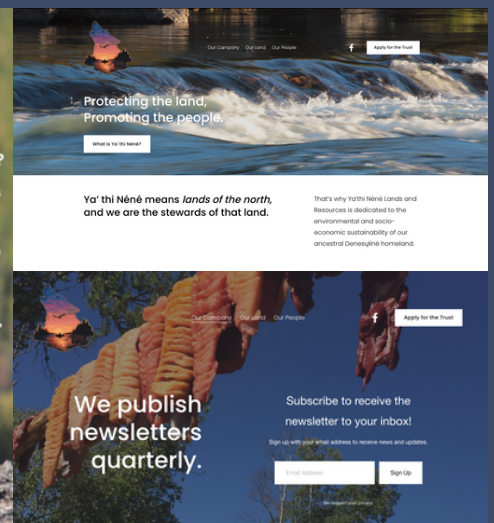 Our Company Our Land Our People
Apply for the Trust
Protecting the land,
Promoting the people.
What is Ya' thi Néné?
Ya' thi Néné means lands of the north,
and we are the stewards of that land.
That's why Ya'thi Néné Lands and
Resources is dedicated to the
environmental and socio-
economic sustainability of our
ancestral Denesųłiné homeland.
Our Company Our Land Our People
Apply for the Trust
We publish
newsletters
quarterly.
Subscribe to receive the
newsletter to your inbox!
Sign up with your email address to receive news and updates.
Email Address
Sign Up
We respect your privacy.